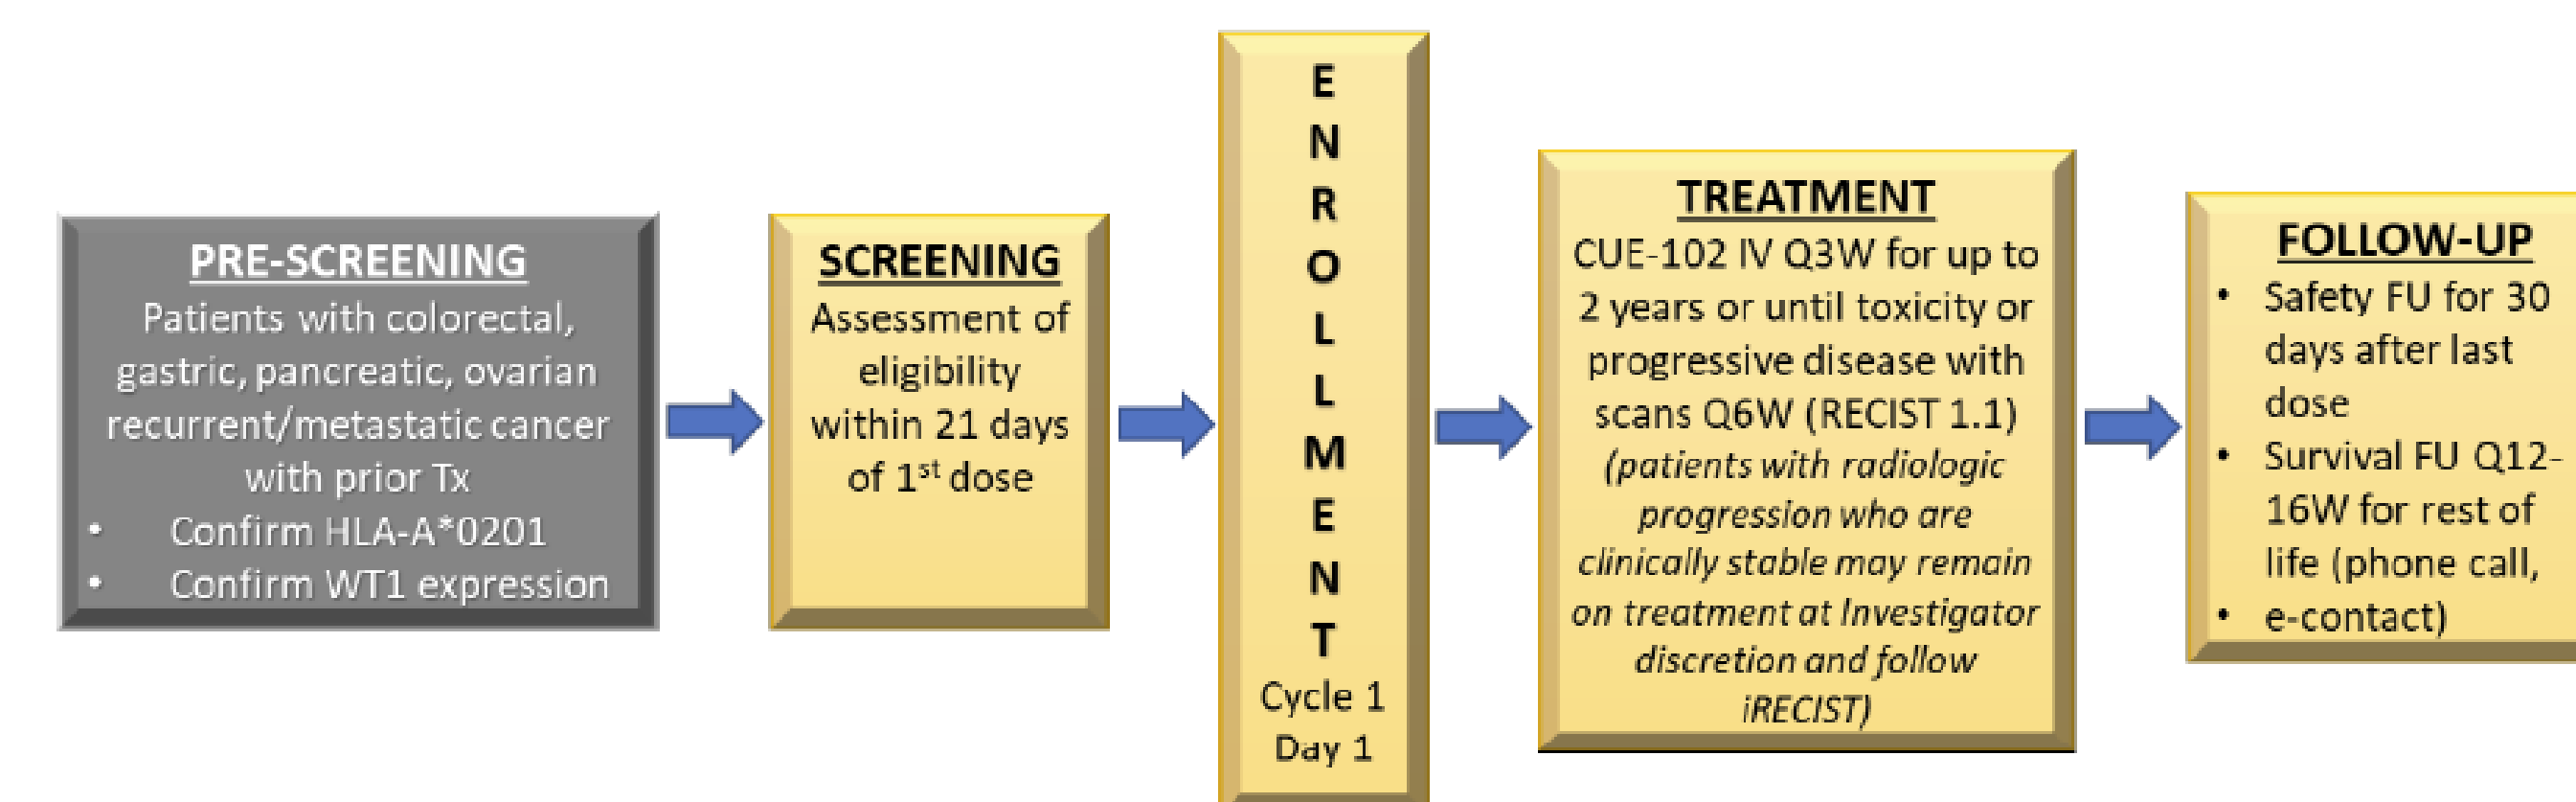 PRE-SCREENING
Patients with colorectal,
gastric, pancreatic, ovarian
recurrent/metastatic cancer
with prior Tx
• Confirm HLA-A*0201
• Confirm WT1 expression
SCREENING
Assessment of
eligibility
within 21 days
of 1st dose
E
N
R
O
L
L
M
E
N
T
Cycle 1
Day 1
TREATMENT
CUE-102 IV Q3W for up to
2 years or until toxicity or
progressive disease with
scans Q6W (RECIST 1.1)
(patients with radiologic
progression who are
clinically stable may remain
on treatment at Investigator
discretion and follow
iRECIST)
FOLLOW-UP
• Safety FU for 30
days after last
dose
• Survival FU Q12-
16W for rest of
life (phone call,
• e-contact)